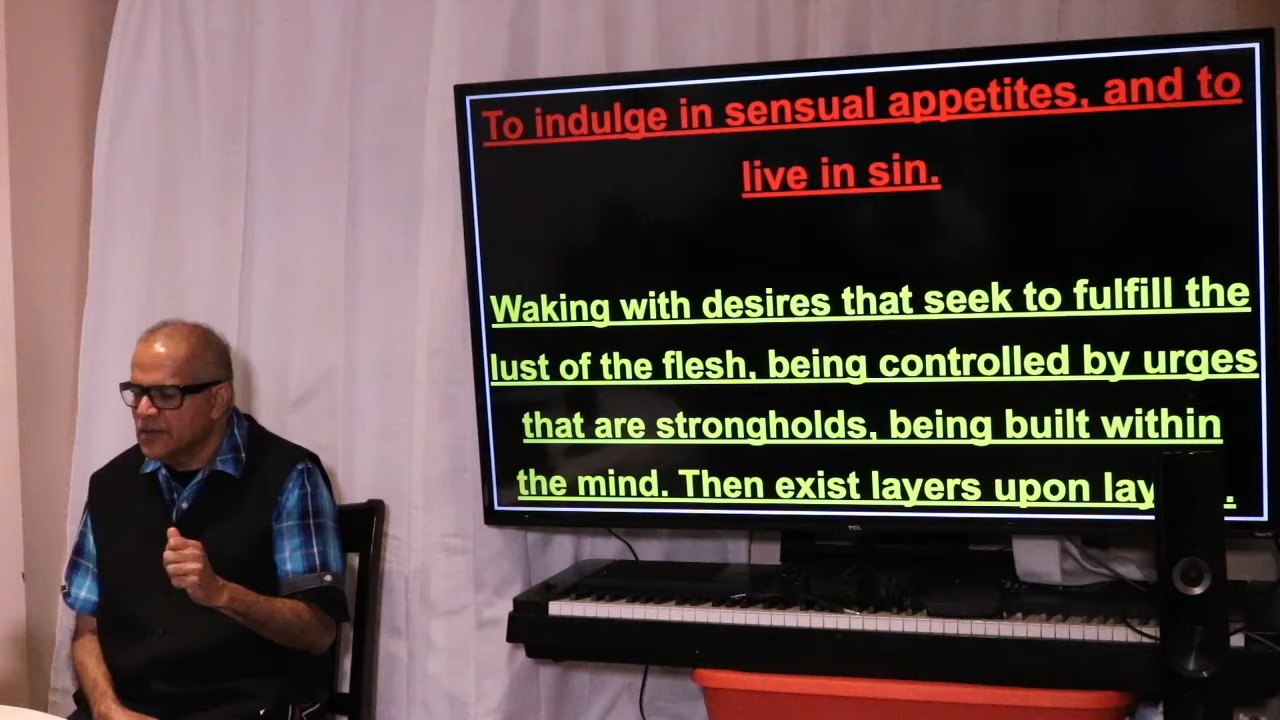 To indulge in sensual appetites, and to
live in sin.
Waking with desires that seek to fulfill the
lust of the flesh, being controlled by urges
that are strongholds, being built within
the mind. Then exist layers upon
TCL